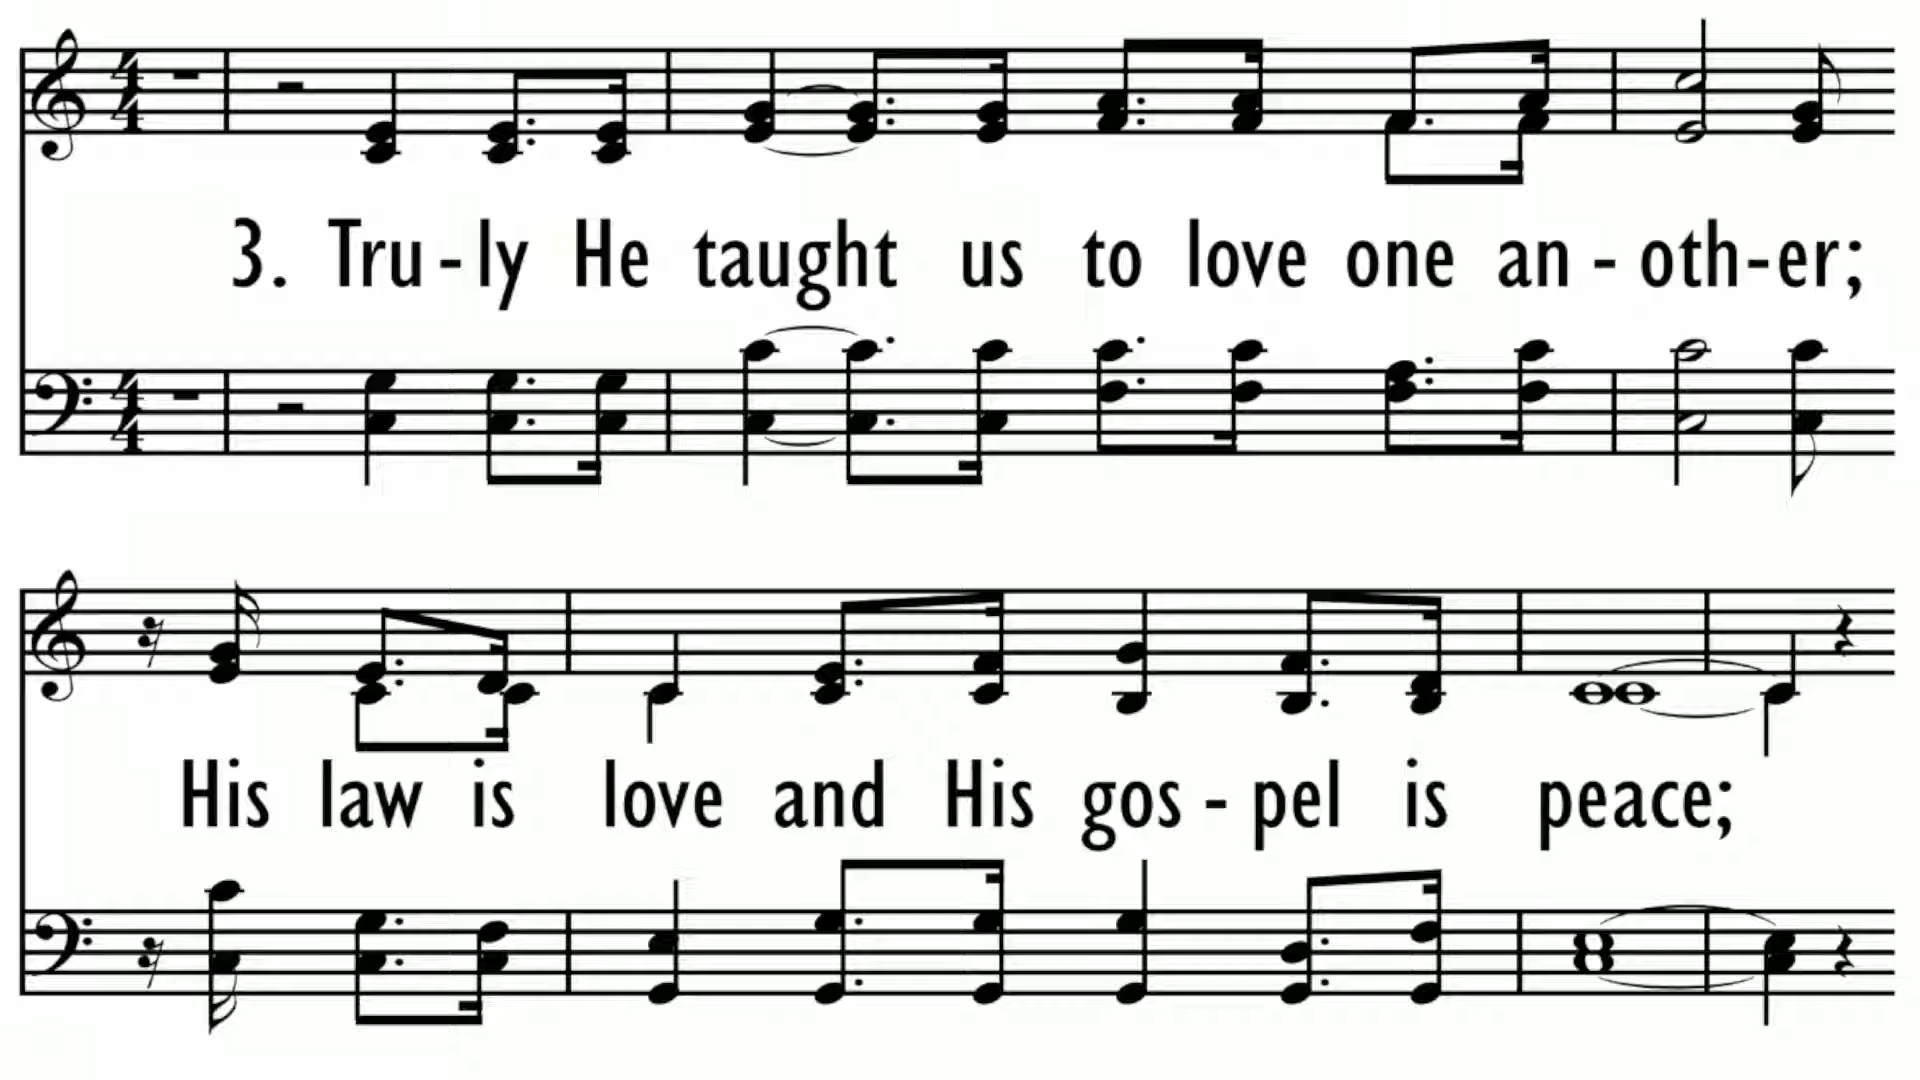 3. Tru-ly He taught us to love one an-oth-er;
His law is love and His gos-pel is peace;